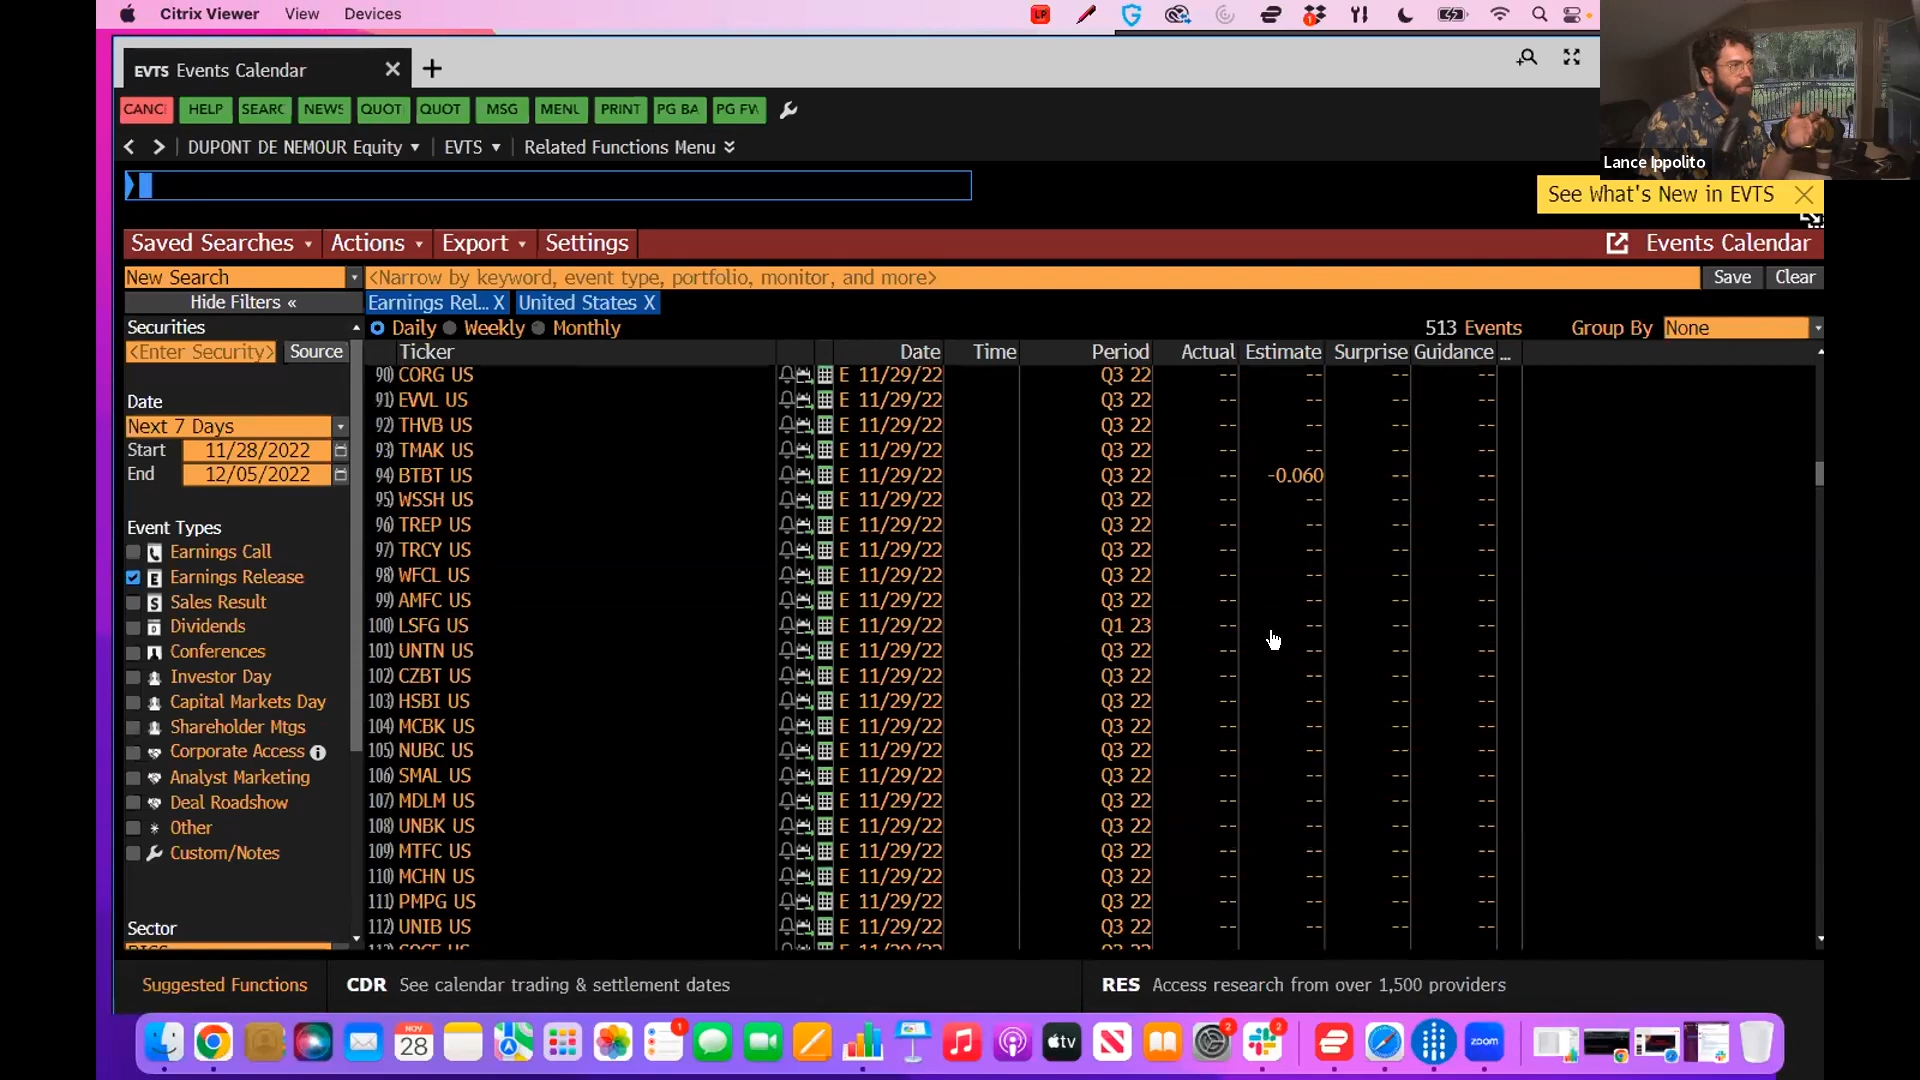 Citrix Viewer View Devices
EVTS Events Calendar
CANC HELP SEARC NEWS QUOT QUOT MSG MENU PRINT PG BA PG FW
DUPONT DE NEMOUR Equity EVTS Related Functions Menu
Lance Ippolito
See What's New in EVTS
Saved Searches Actions Export Settings Events Calendar
New Search <Narrow by keyword, event type, portfolio, monitor, and more> Save Clear
Hide Filters « Earnings Rel... X United States X
Securities Daily Weekly Monthly 513 Events Group By None
<Enter Security> Source Ticker Date Time Period Actual Estimate Surprise Guidance ...
90) CORG US E 11/29/22 Q3 22 -- -- -- --
91) EVVL US E 11/29/22 Q3 22 -- -- -- --
92) THVB US E 11/29/22 Q3 22 -- -- -- --
93) TMAK US E 11/29/22 Q3 22 -- -- -- --
94) BTBT US E 11/29/22 Q3 22 -- -0.060 -- --
95) WSSH US E 11/29/22 Q3 22 -- -- -- --
96) TREP US E 11/29/22 Q3 22 -- -- -- --
97) TRCY US E 11/29/22 Q3 22 -- -- -- --
98) WFCL US E 11/29/22 Q3 22 -- -- -- --
99) AMFC US E 11/29/22 Q3 22 -- -- -- --
100) LSFG US E 11/29/22 Q1 23 -- -- -- --
101) UNTN US E 11/29/22 Q3 22 -- -- -- --
102) CZBT US E 11/29/22 Q3 22 -- -- -- --
103) HSBI US E 11/29/22 Q3 22 -- -- -- --
104) MCBK US E 11/29/22 Q3 22 -- -- -- --
105) NUBC US E 11/29/22 Q3 22 -- -- -- --
106) SMAL US E 11/29/22 Q3 22 -- -- -- --
107) MDLM US E 11/29/22 Q3 22 -- -- -- --
108) UNBK US E 11/29/22 Q3 22 -- -- -- --
109) MTFC US E 11/29/22 Q3 22 -- -- -- --
110) MCHN US E 11/29/22 Q3 22 -- -- -- --
111) PMPG US E 11/29/22 Q3 22 -- -- -- --
112) UNIB US E 11/29/22 Q3 22 -- -- -- --
Date
Next 7 Days
Start 11/28/2022
End 12/05/2022
Event Types
Earnings Call
E Earnings Release
S Sales Result
Dividends
Conferences
Investor Day
Capital Markets Day
Shareholder Mtgs
Corporate Access
Analyst Marketing
Deal Roadshow
Other
Custom/Notes
Sector
Suggested Functions CDR See calendar trading & settlement dates RES Access research from over 1,500 providers
NOV
28
1
tv
2
2
zoom